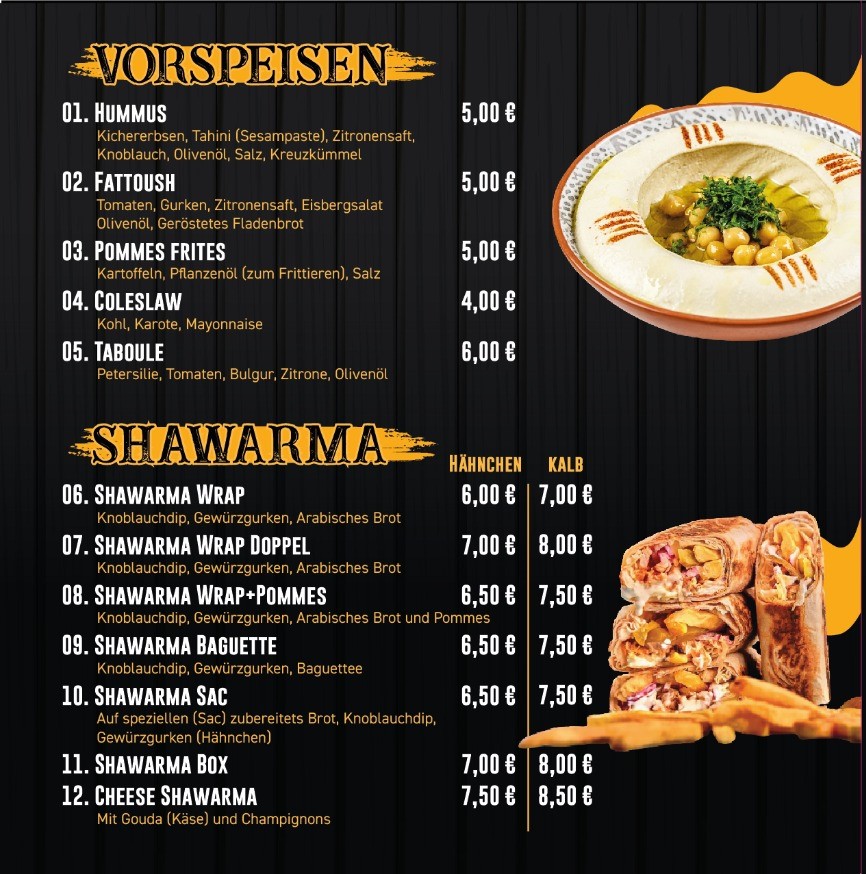 VORSPEISEN
01. HUMMUS 5,00 €
Kichererbsen, Tahini (Sesampaste), Zitronensaft,
Knoblauch, Olivenöl, Salz, Kreuzkümmel
02. FATTOUSH 5,00 €
Tomaten, Gurken, Zitronensaft, Eisbergsalat
Olivenöl, Geröstetes Fladenbrot
03. POMMES FRITES 5,00 €
Kartoffeln, Pflanzenöl (zum Frittieren), Salz
04. COLESLAW 4,00 €
Kohl, Karote, Mayonnaise
05. TABOULE 6,00 €
Petersilie, Tomaten, Bulgur, Zitrone, Olivenöl
SHAWARMA
HÄHNCHEN KALB
06. SHAWARMA WRAP 6,00 € 7,00 €
Knoblauchdip, Gewürzgurken, Arabisches Brot
07. SHAWARMA WRAP DOPPEL 7,00 € 8,00 €
Knoblauchdip, Gewürzgurken, Arabisches Brot
08. SHAWARMA WRAP+POMMES 6,50 € 7,50 €
Knoblauchdip, Gewürzgurken, Arabisches Brot und Pommes
09. SHAWARMA BAGUETTE 6,50 € 7,50 €
Knoblauchdip, Gewürzgurken, Baguettee
10. SHAWARMA SAC 6,50 € 7,50 €
Auf speziellen (Sac) zubereitets Brot, Knoblauchdip,
Gewürzgurken (Hähnchen)
11. SHAWARMA BOX 7,00 € 8,00 €
12. CHEESE SHAWARMA 7,50 € 8,50 €
Mit Gouda (Käse) und Champignons